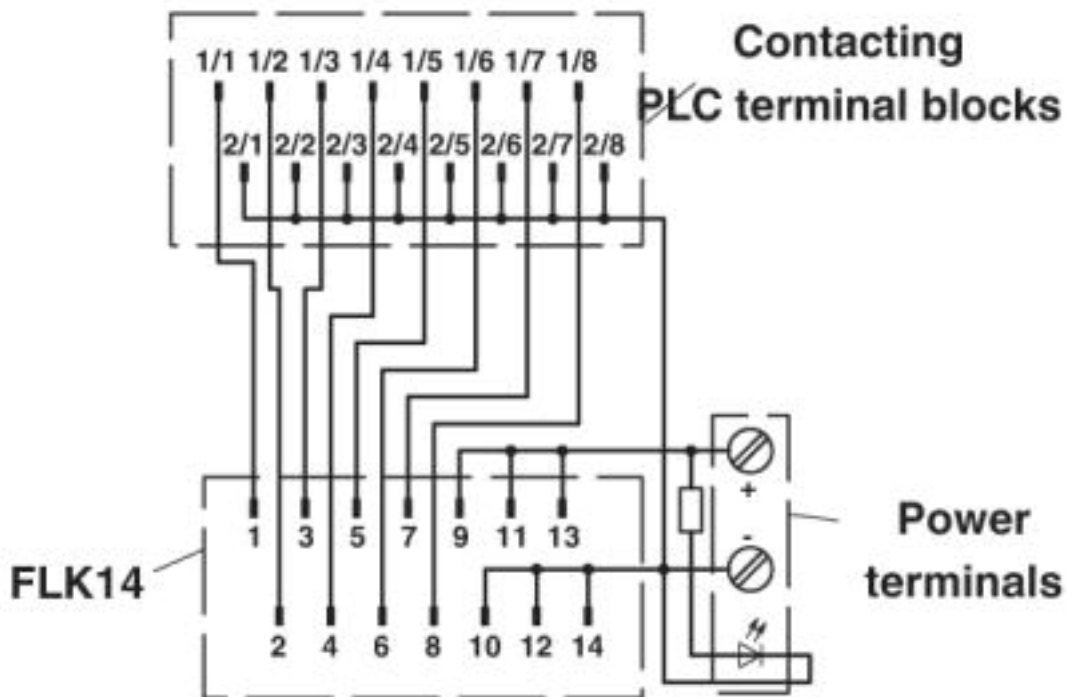 Contacting
PLC terminal blocks
1/1 1/2 1/3 1/4 1/5 1/6 1/7 1/8
2/1 2/2 2/3 2/4 2/5 2/6 2/7 2/8
+
-
Power
terminals
1 3 5 7 9 11 13
FLK14
2 4 6 8 10 12 14